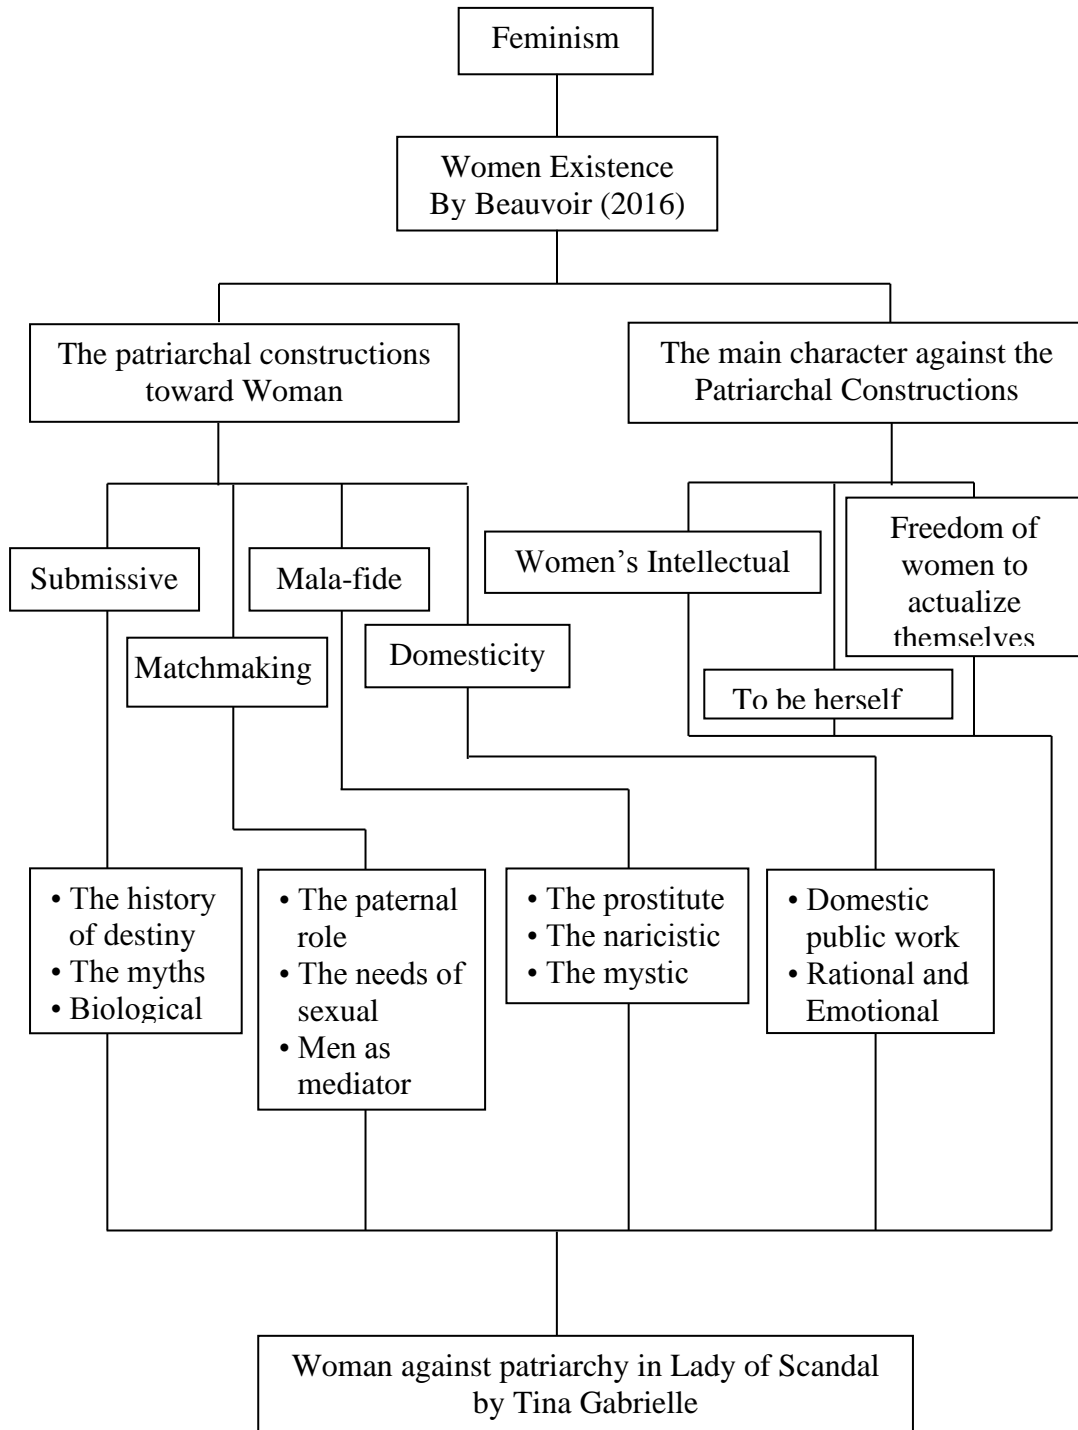 Feminism
Women Existence
By Beauvoir (2016)
The patriarchal constructions
toward Woman
The main character against the
Patriarchal Constructions
Submissive
Matchmaking
Mala-fide
Domesticity
Women’s Intellectual
To be herself
Freedom of
women to
actualize
themselves
• The history
of destiny
• The myths
• Biological
• The paternal
role
• The needs of
sexual
• Men as
mediator
• The prostitute
• The naricistic
• The mystic
• Domestic
public work
• Rational and
Emotional
Woman against patriarchy in Lady of Scandal
by Tina Gabrielle